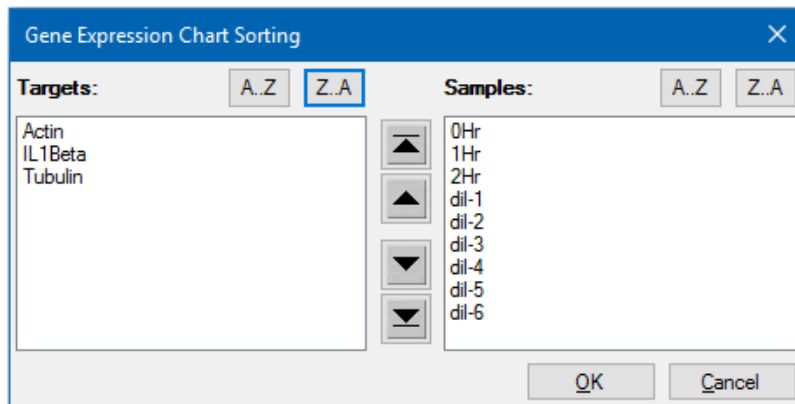 Gene Expression Chart Sorting
Targets: A..Z Z..A Samples: A..Z Z..A
Actin
IL1Beta
Tubulin
0Hr
1Hr
2Hr
dil-1
dil-2
dil-3
dil-4
dil-5
dil-6
OK Cancel